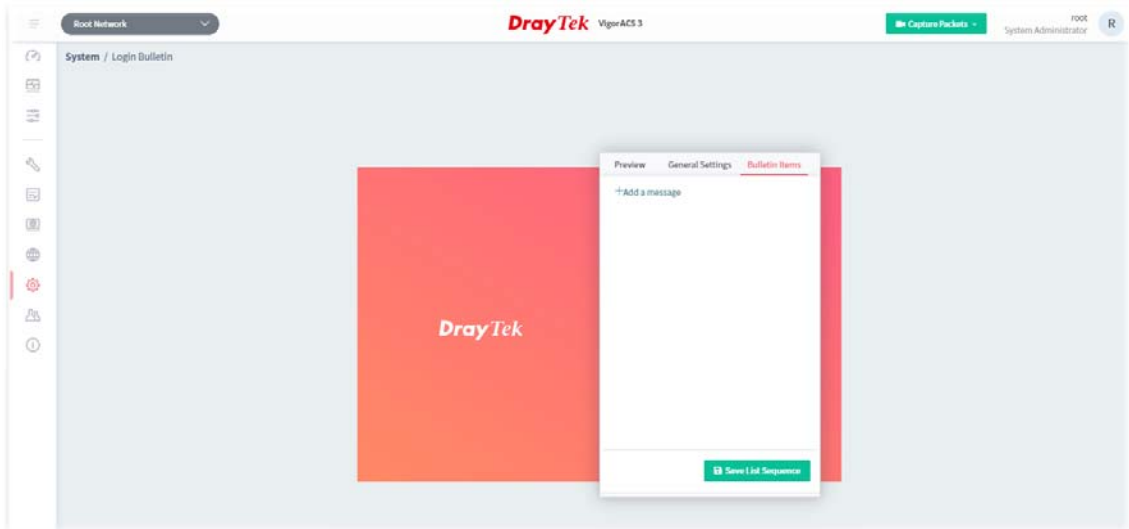 Root Network
DrayTek VigorACS 3
Capture Packets
root
System Administrator
R
System / Login Bulletin
Preview General Settings Bulletin Items
+Add a message
DrayTek
Save List Sequence